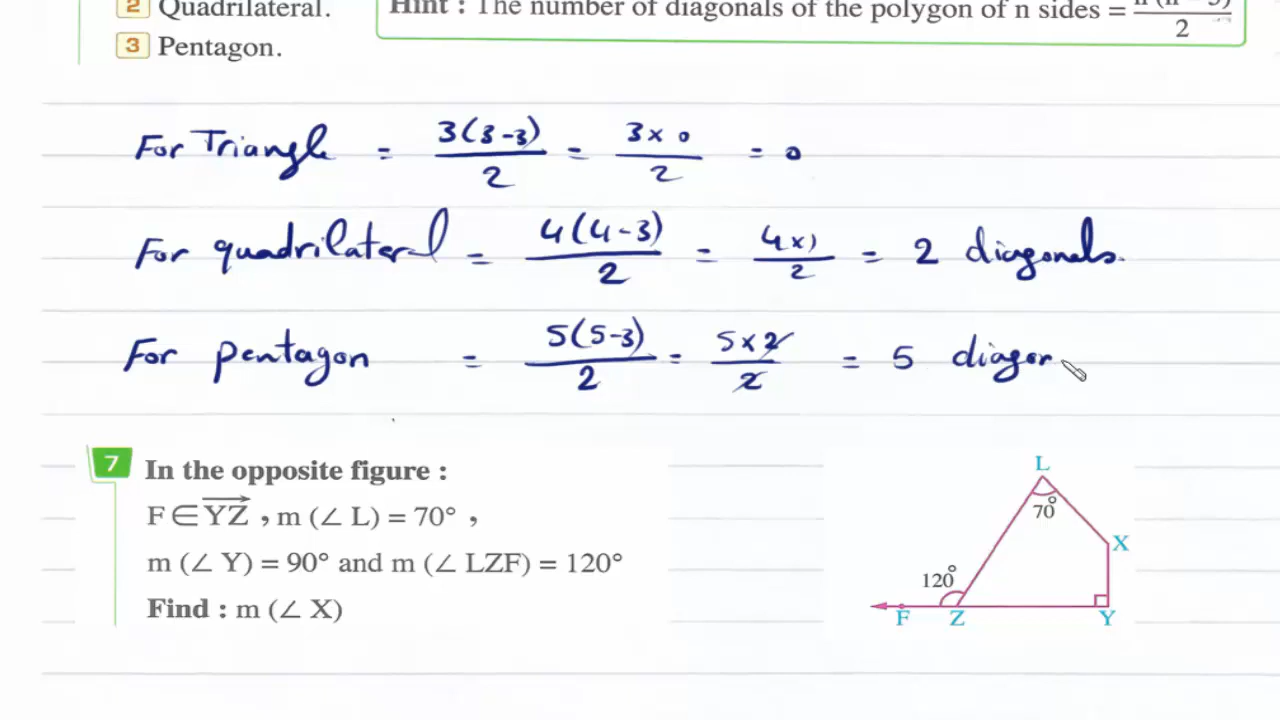 2 Quadrilateral.
Hint : The number of diagonals of the polygon of n sides = n (n − 3) / 2
3 Pentagon.
For Triangle = 3(3-3) / 2 = 3 × 0 / 2 = 0
For quadrilateral = 4(4-3) / 2 = 4×1 / 2 = 2 diagonals.
For pentagon = 5(5-3) / 2 = 5×2 / 2 = 5 diagon
7 In the opposite figure :
F ∈ YZ , m (∠ L) = 70° ,
m (∠ Y) = 90° and m (∠ LZF) = 120°
Find : m (∠ X)
L
70°
X
120°
F Z Y